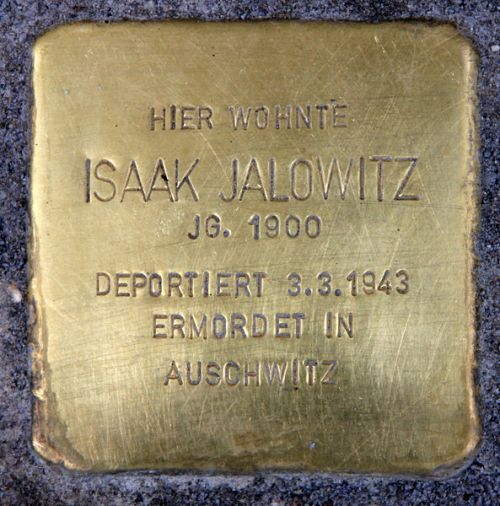 HIER WOHNTE
ISAAK JALOWITZ
JG. 1900
DEPORTIERT 3.3.1943
ERMORDET IN
AUSCHWITZ